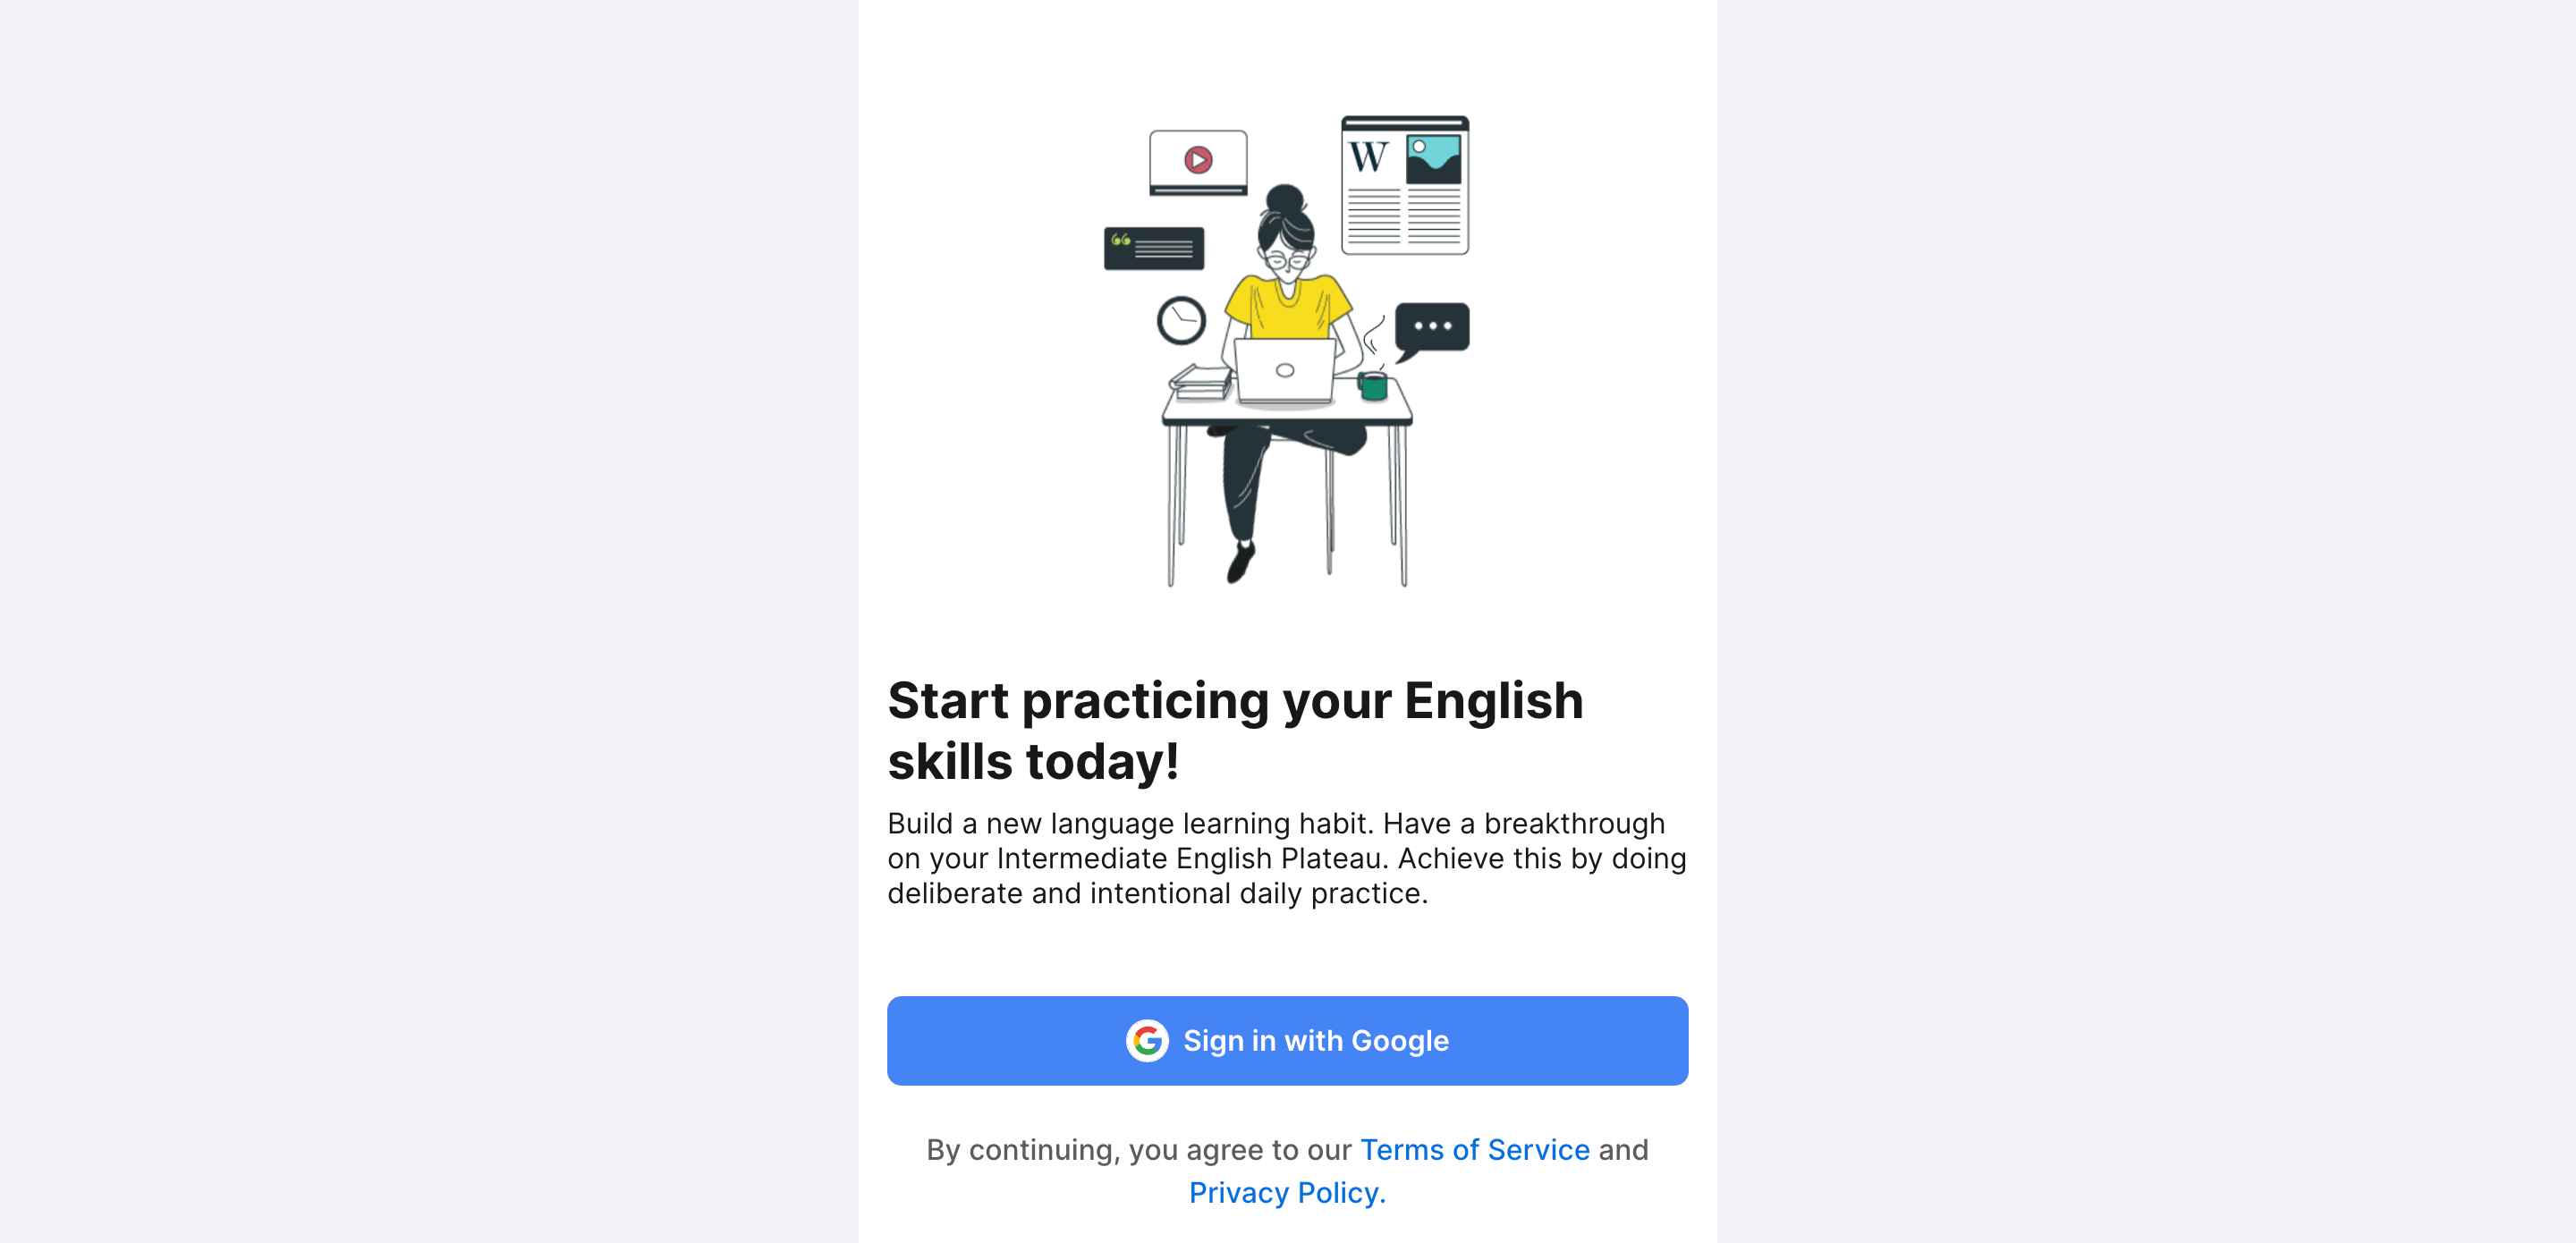 W
Start practicing your English
skills today!
Build a new language learning habit. Have a breakthrough
on your Intermediate English Plateau. Achieve this by doing
deliberate and intentional daily practice.
Sign in with Google
By continuing, you agree to our Terms of Service and
Privacy Policy.